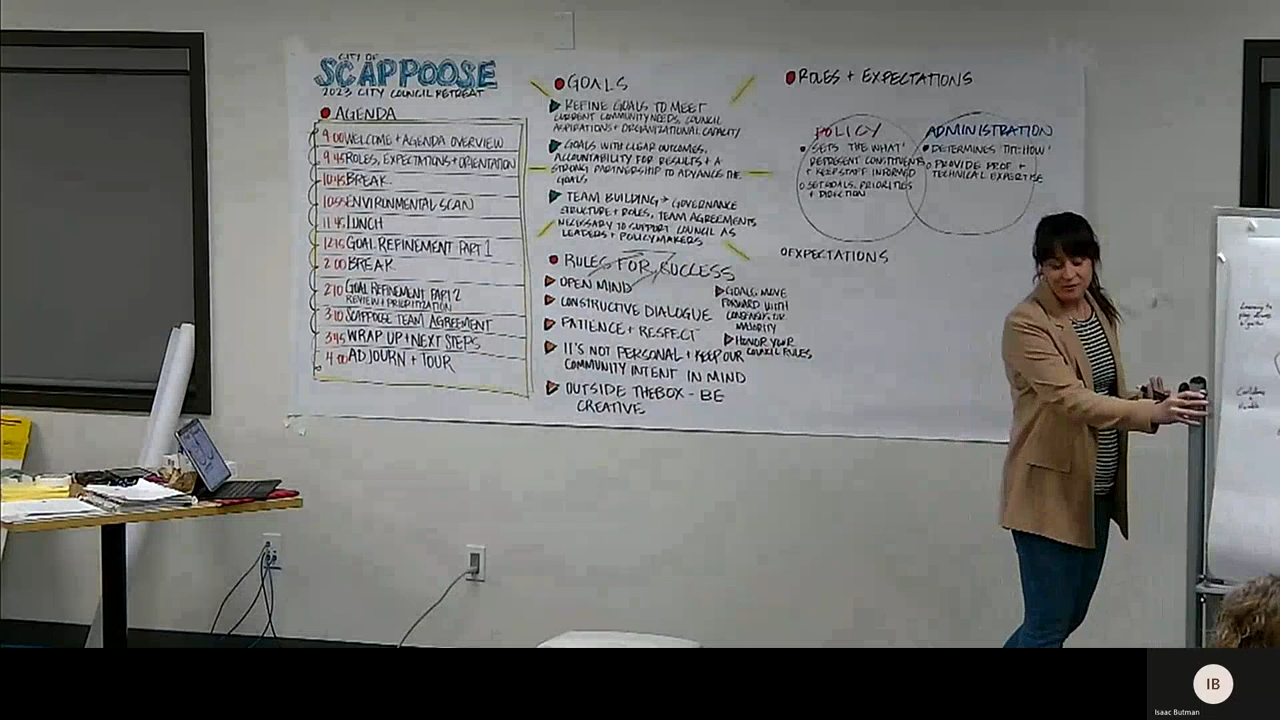 CITY OF
SCAPPOOSE
2023 CITY COUNCIL RETREAT
AGENDA
9:00 WELCOME + AGENDA OVERVIEW
9:45 ROLES, EXPECTATIONS + ORIENTATION
10:45 BREAK
10:55 ENVIRONMENTAL SCAN
11:45 LUNCH
12:15 GOAL REFINEMENT PART 1
2:00 BREAK
2:10 GOAL REFINEMENT PART 2
REVIEW + PRIORITIZATION
3:10 SCAPPOOSE TEAM AGREEMENT
3:45 WRAP UP + NEXT STEPS
4:00 ADJOURN + TOUR
GOALS
REFINE GOALS TO MEET
CURRENT COMMUNITY NEEDS, COUNCIL
ASPIRATIONS + ORGANIZATIONAL CAPACITY
GOALS WITH CLEAR OUTCOMES,
ACCOUNTABILITY FOR RESULTS + A
STRONG PARTNERSHIP TO ADVANCE THE
GOALS
TEAM BUILDING → GOVERNANCE
STRUCTURE + ROLES, TEAM AGREEMENTS
NECESSARY TO SUPPORT COUNCIL AS
LEADERS + POLICYMAKERS
RULES FOR SUCCESS
OPEN MIND
CONSTRUCTIVE DIALOGUE
PATIENCE + RESPECT
IT'S NOT PERSONAL + KEEP OUR
COMMUNITY INTENT IN MIND
OUTSIDE THE BOX - BE
CREATIVE
GOALS MOVE
FORWARD WITH
CONSENSUS OR
MAJORITY
HONOR YOUR
COUNCIL RULES
ROLES + EXPECTATIONS
POLICY
SETS THE 'WHAT'
REPRESENT CONSTITUENTS
+ KEEP STAFF INFORMED
SET GOALS, PRIORITIES
+ DIRECTION
ADMINISTRATION
DETERMINES THE 'HOW'
PROVIDE PROF. +
TECHNICAL EXPERTISE
EXPECTATIONS
IB
Isaac Butman